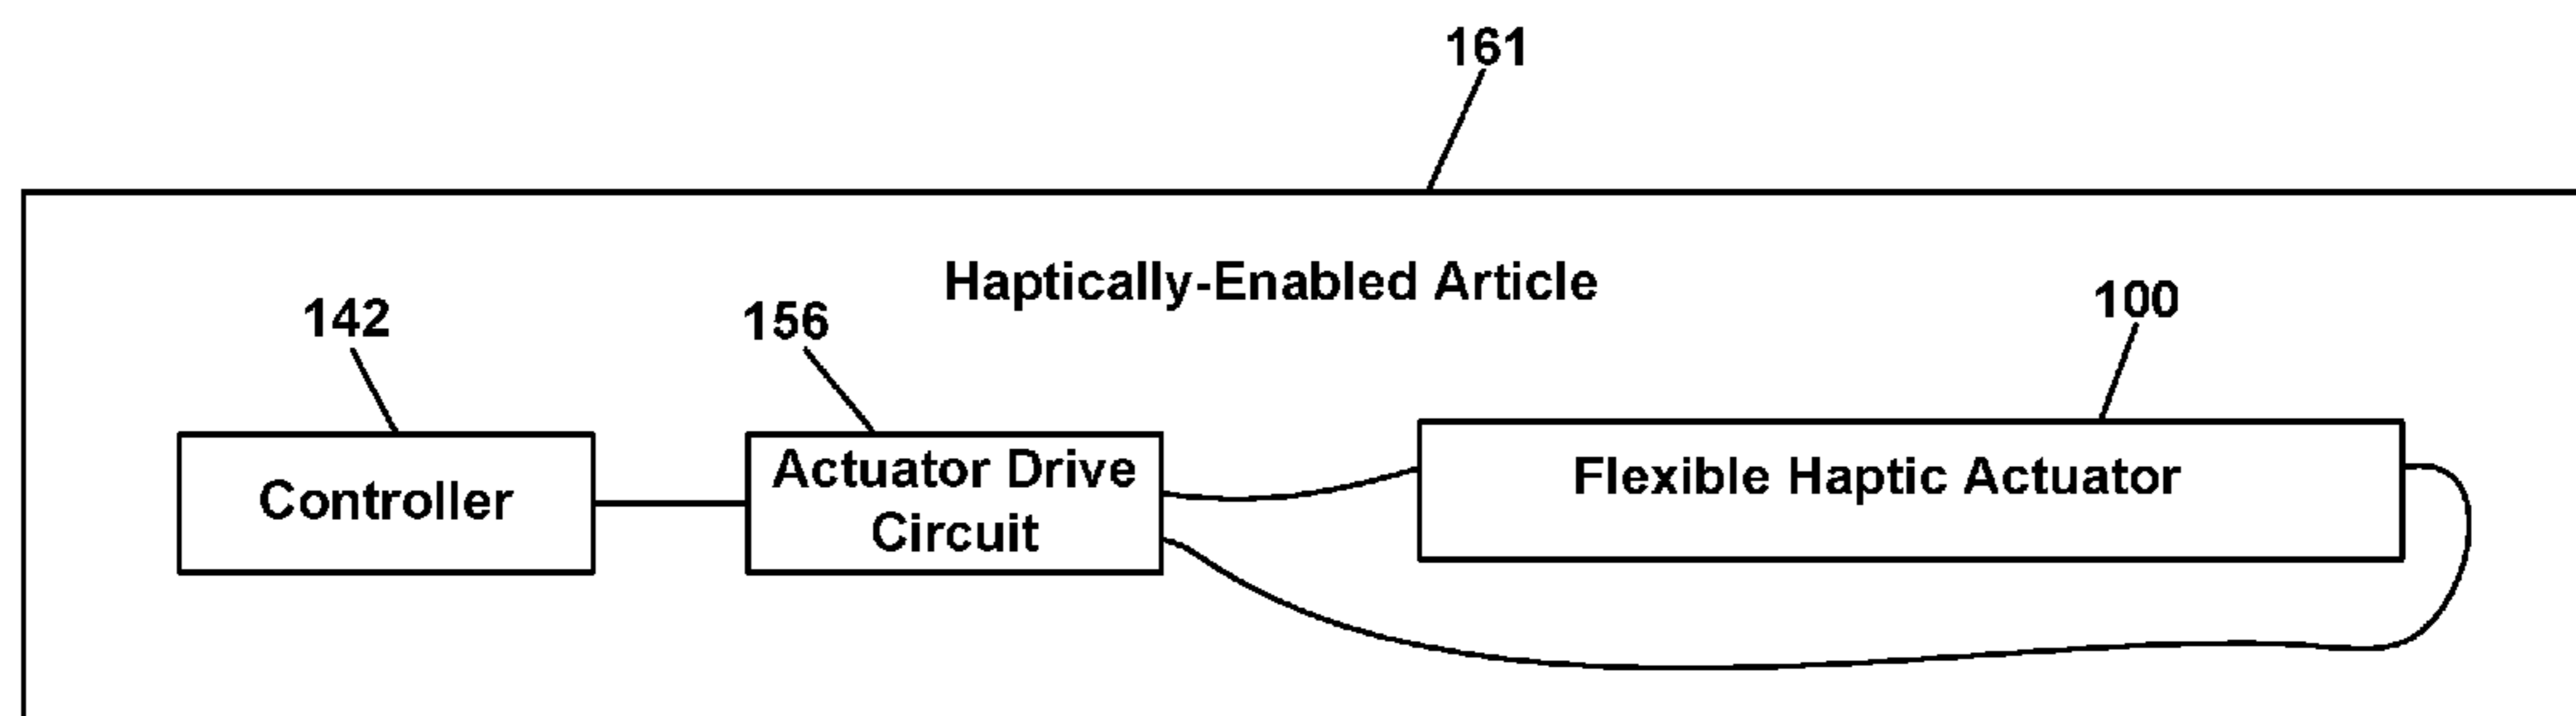 161
Haptically-Enabled Article
142
156
100
Controller
Actuator Drive
Circuit
Flexible Haptic Actuator